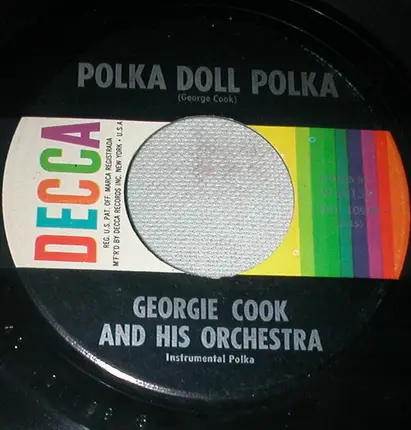 POLKA DOLL POLKA
(George Cook)
DECCA
REG. U.S. PAT. OFF. MARCA REGISTRADA
M'F'R'D BY DECCA RECORDS INC. NEW YORK • U.S.A.
GEORGIE COOK
AND HIS ORCHESTRA
Instrumental Polka